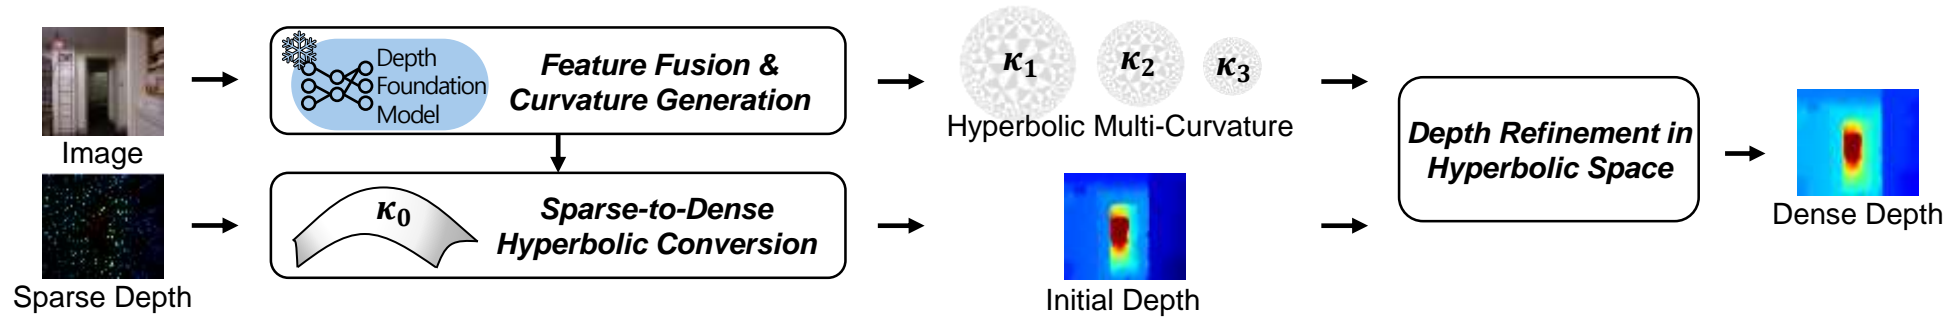 Image
Sparse Depth
Depth
Foundation
Model
Feature Fusion &
Curvature Generation
κ₀
Sparse-to-Dense
Hyperbolic Conversion
κ₁
κ₂
κ₃
Hyperbolic Multi-Curvature
Initial Depth
Depth Refinement in
Hyperbolic Space
Dense Depth